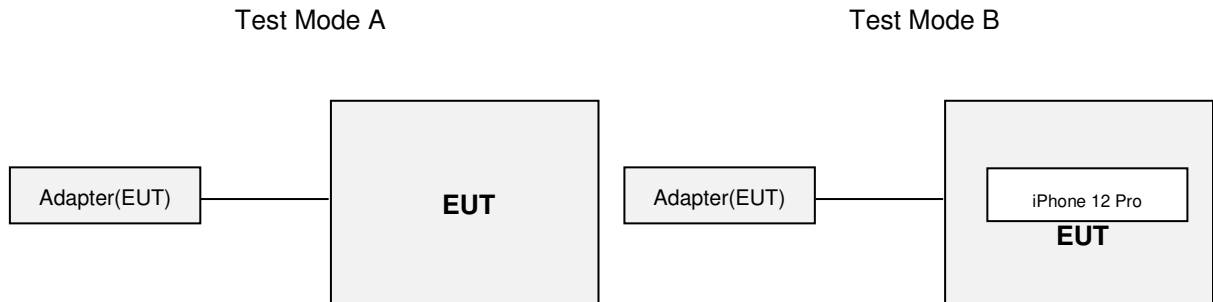 Test Mode A
Test Mode B
Adapter(EUT)
EUT
Adapter(EUT)
iPhone 12 Pro
EUT